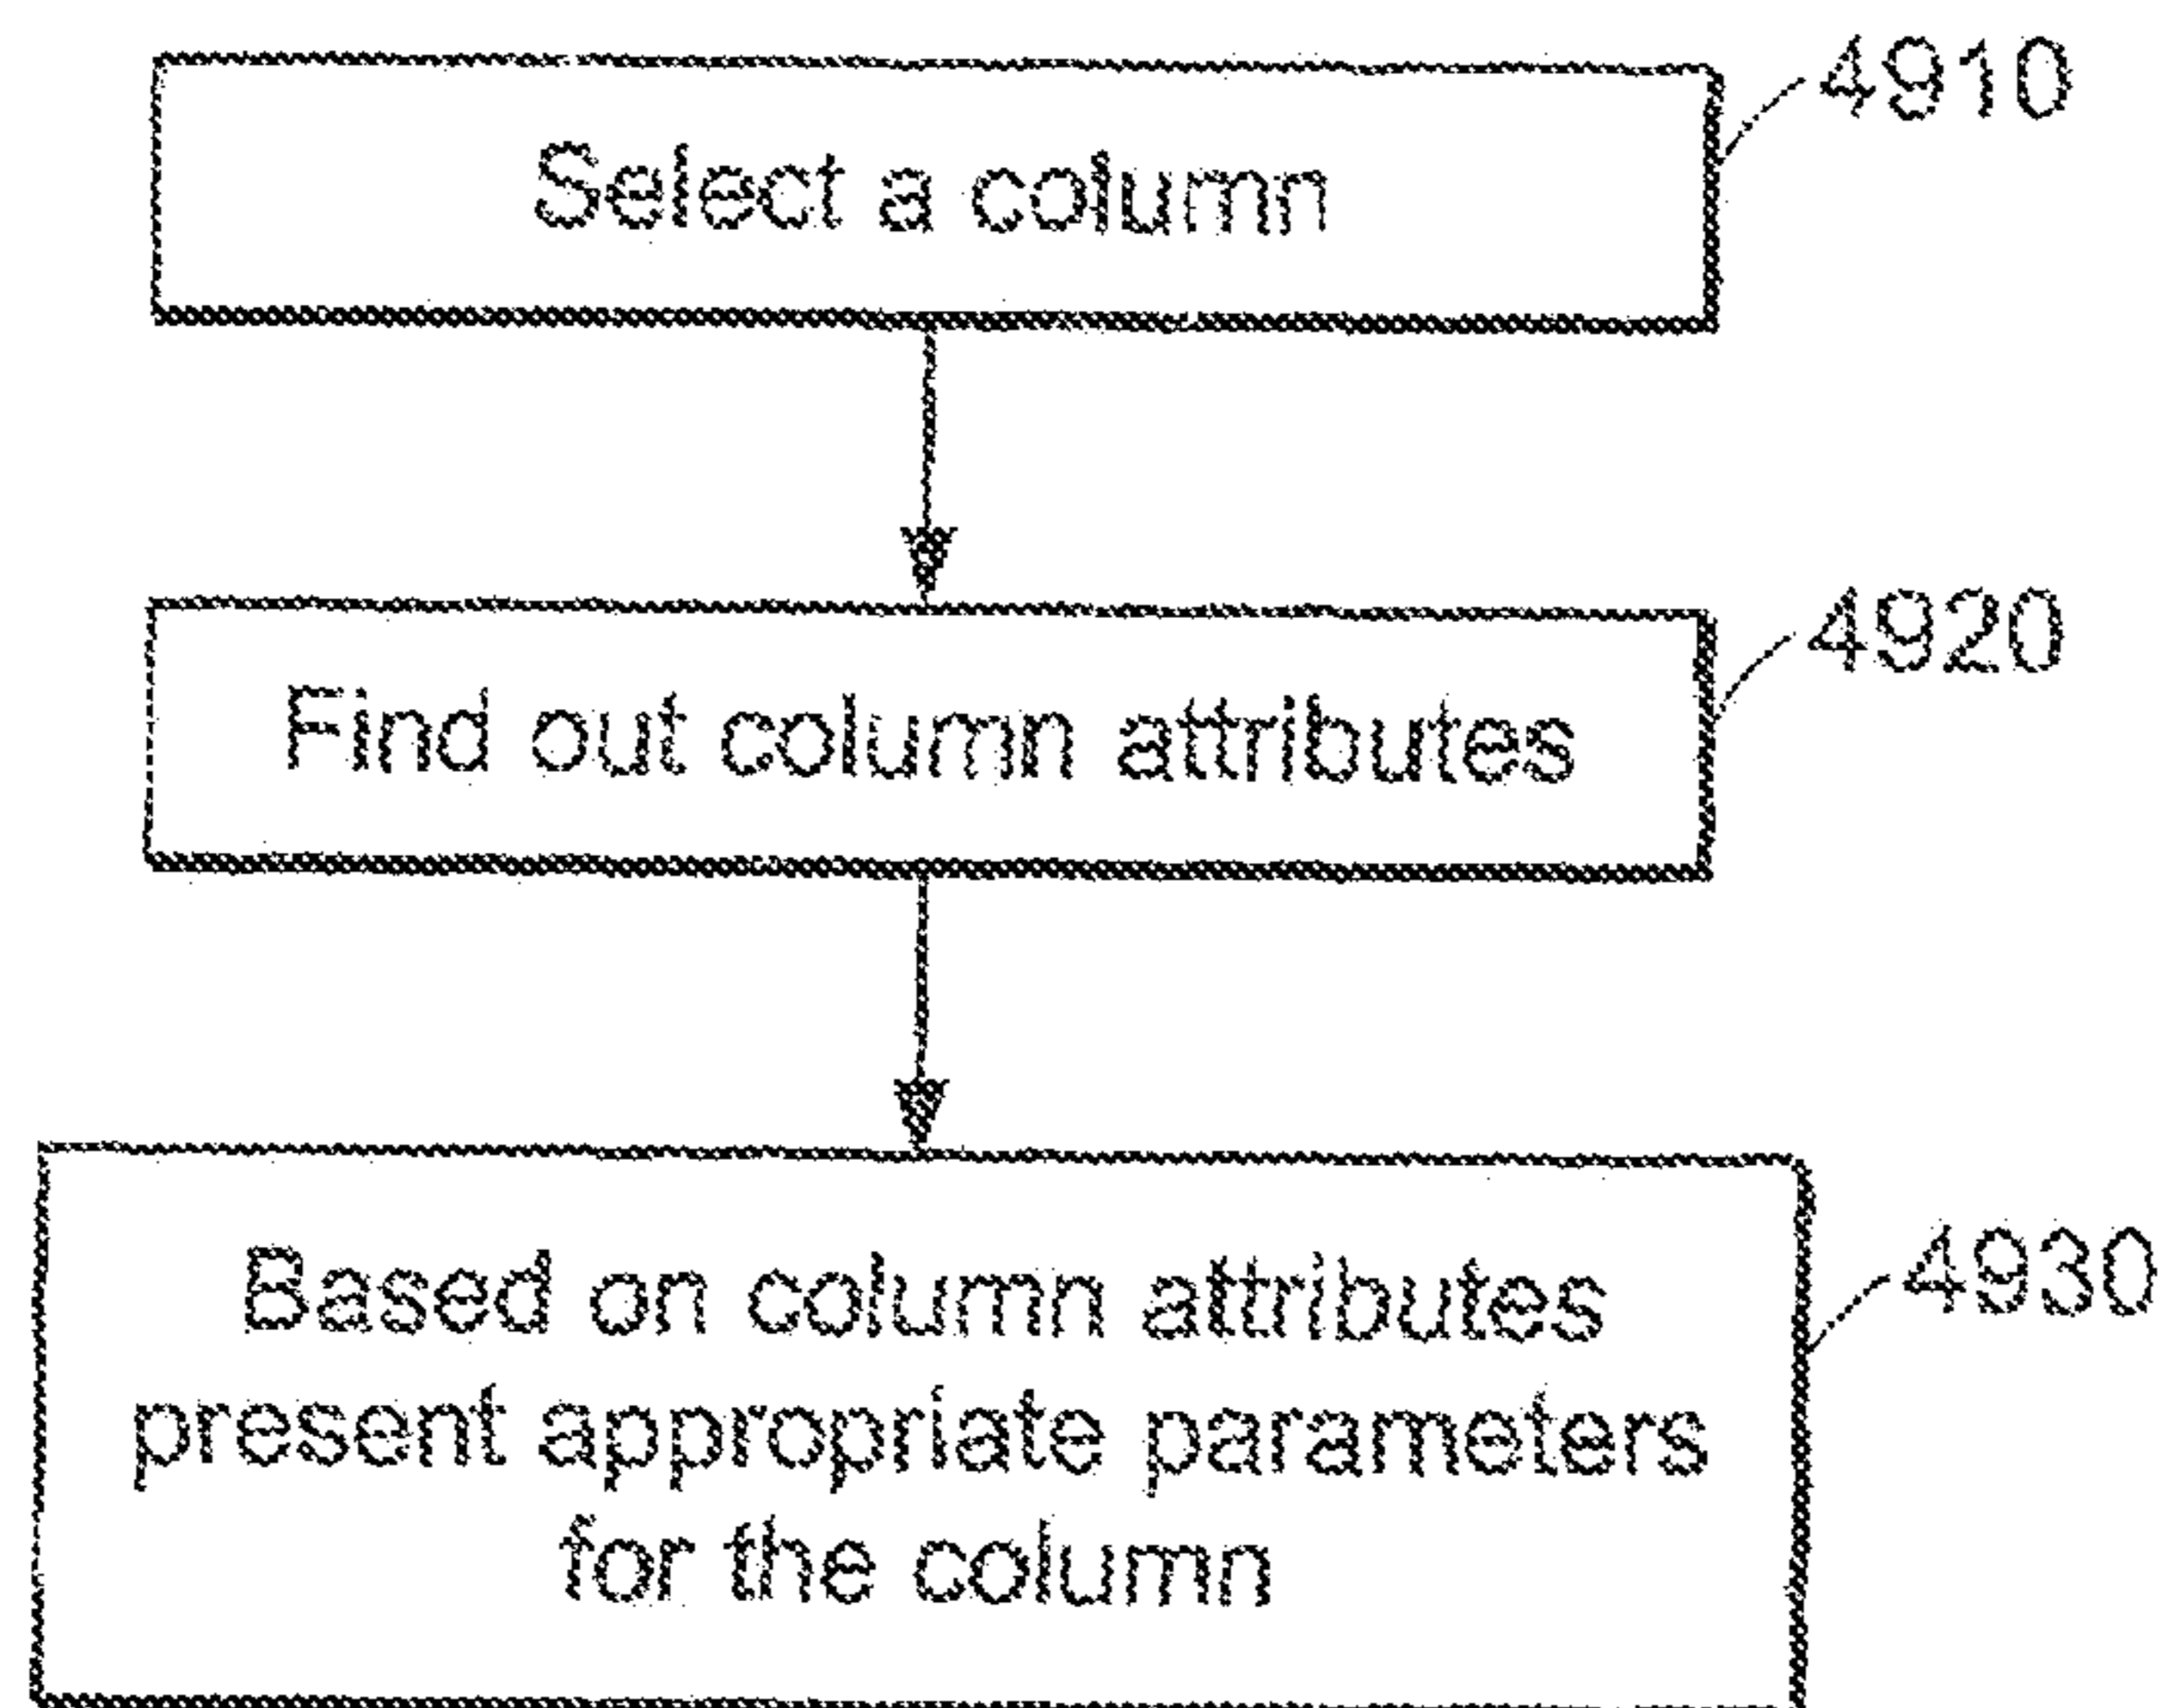 4910
Select a column
4920
Find out column attributes
4930
Based on column attributes
present appropriate parameters
for the column